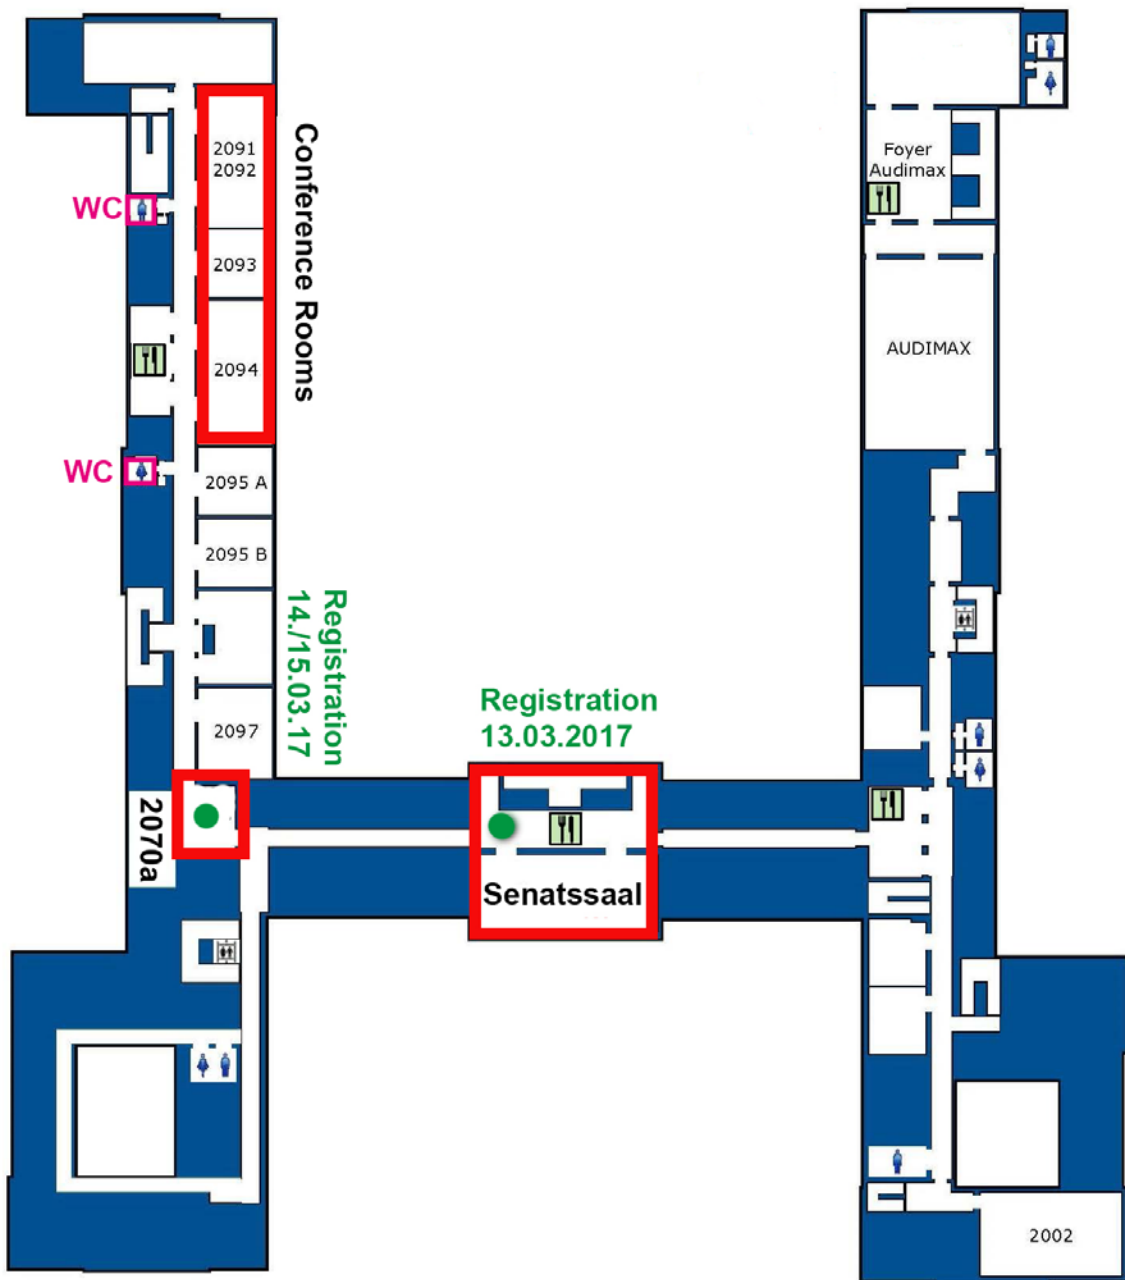 2091
2092
Conference Rooms
WC
2093
2094
WC
2095 A
2095 B
Registration
14./15.03.17
2097
2070a
Registration
13.03.2017
Senatssaal
Foyer
Audimax
AUDIMAX
2002